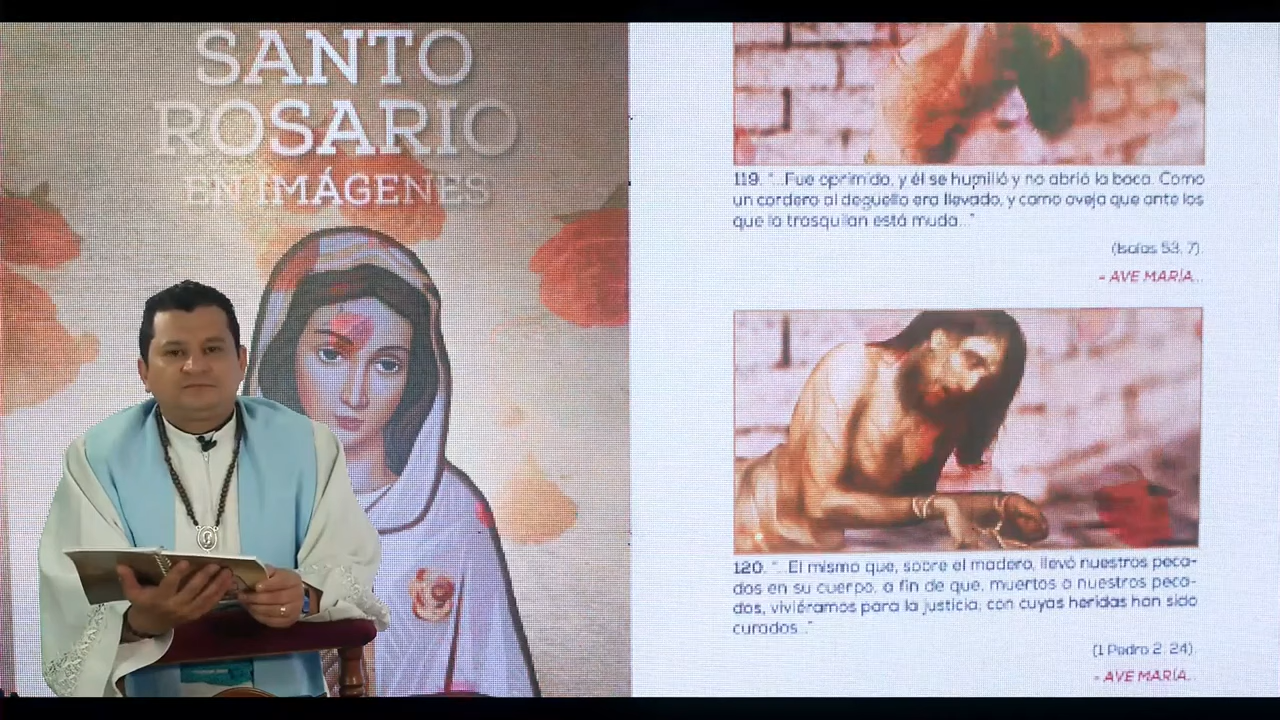 SANTO
ROSARIO
EN IMÁGENES
119. "...Fue oprimido, y él se humilló y no abrió la boca. Como
un cordero al degüello era llevado, y como oveja que ante los
que la trasquilan está muda..."
(Isaías 53, 7).
- AVE MARÍA...
120. "...El mismo que, sobre el madero, llevó nuestros peca-
dos en su cuerpo, a fin de que, muertos a nuestros peca-
dos, viviéramos para la justicia; con cuyas heridas han sido
curados..."
(1 Pedro 2, 24).
- AVE MARÍA...